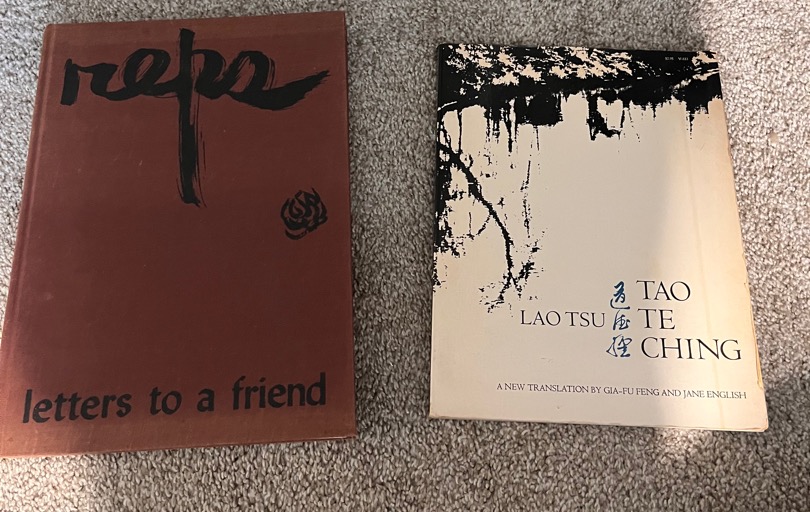 reps
letters to a friend
LAO TSU
道德經
TAO
TE
CHING
A NEW TRANSLATION BY GIA-FU FENG AND JANE ENGLISH